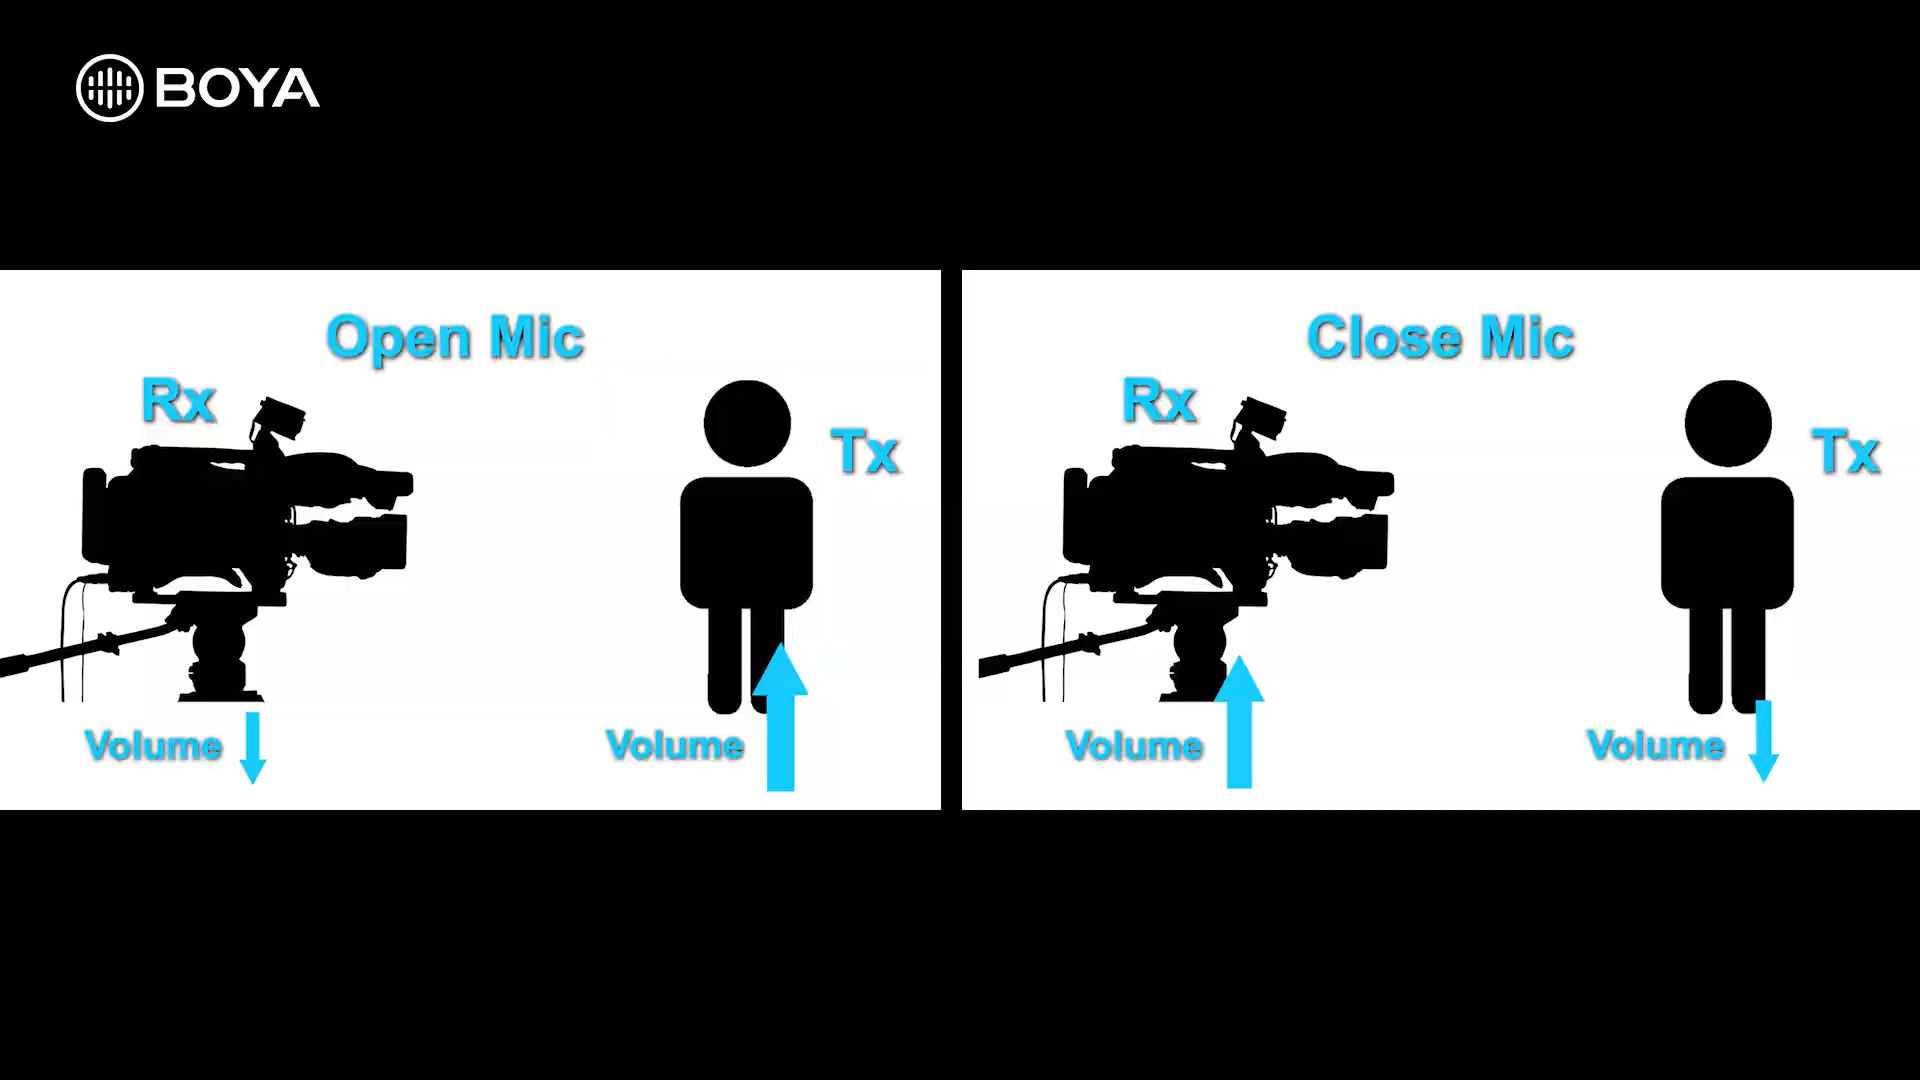 BOYA
Open Mic
Rx
Tx
Volume
Volume
Close Mic
Rx
Tx
Volume
Volume